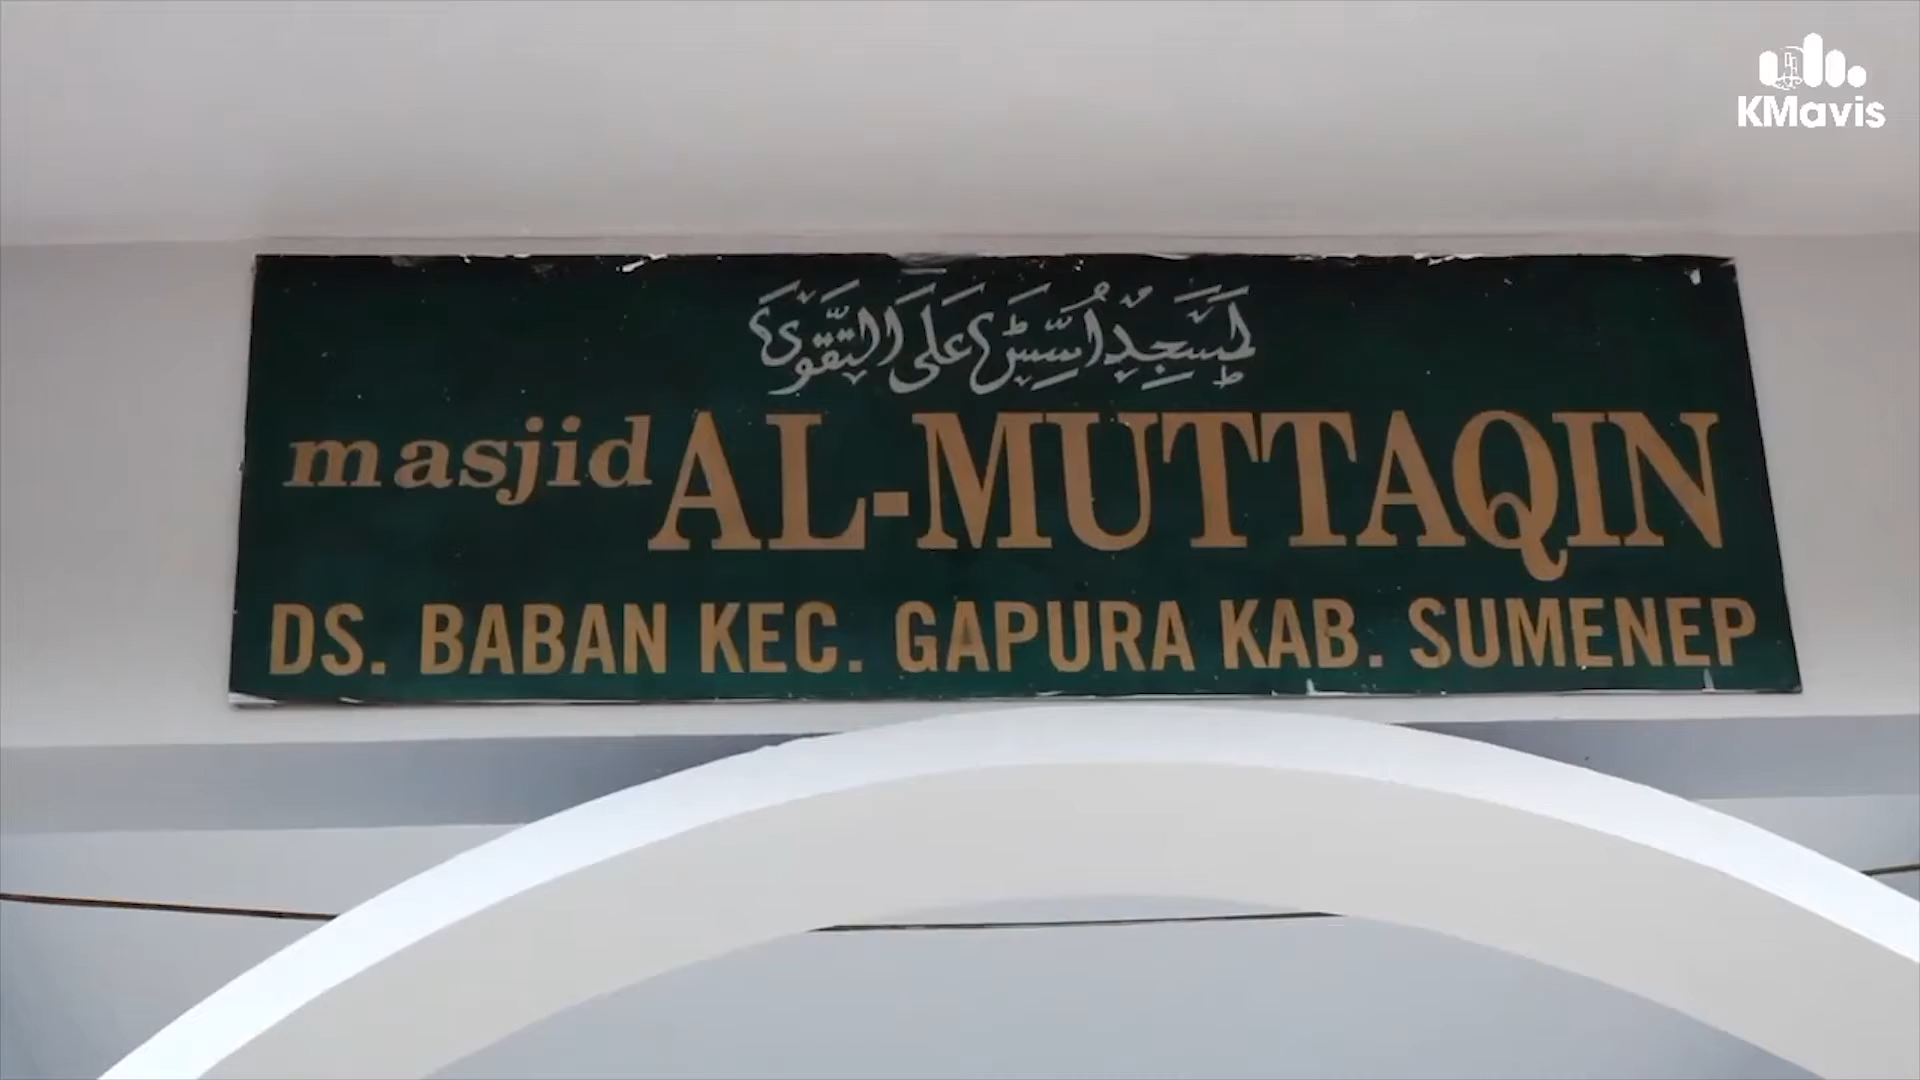 KMavis
لَمَسْجِدٌ اُسِّسَ عَلَى التَّقْوَى
masjid AL-MUTTAQIN
DS. BABAN KEC. GAPURA KAB. SUMENEP